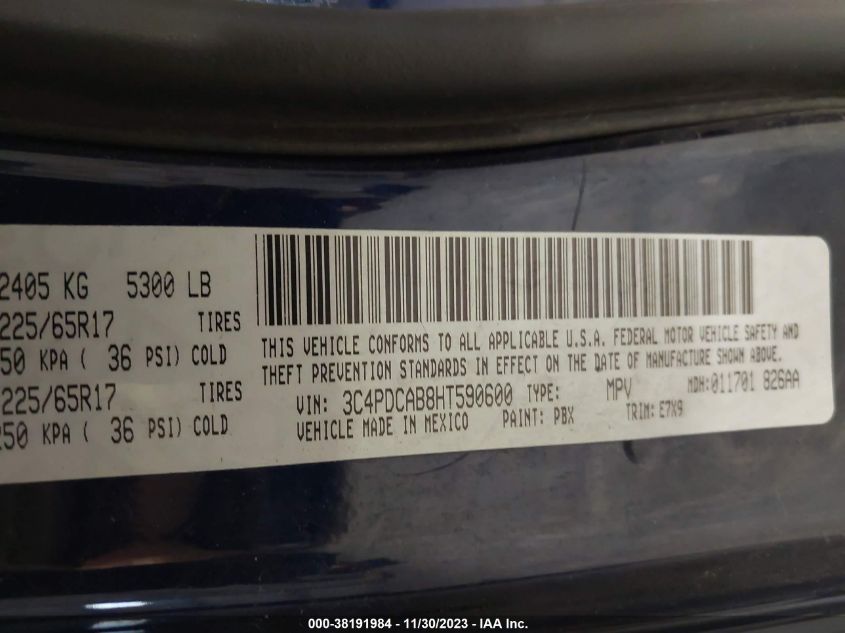 2405 KG 5300 LB
225/65R17 TIRES
250 KPA ( 36 PSI) COLD
225/65R17 TIRES
250 KPA ( 36 PSI) COLD
THIS VEHICLE CONFORMS TO ALL APPLICABLE U.S.A. FEDERAL MOTOR VEHICLE SAFETY AND
THEFT PREVENTION STANDARDS IN EFFECT ON THE DATE OF MANUFACTURE SHOWN ABOVE.
VIN: 3C4PDCAB8HT590600 TYPE: MPV MDH: 011701 826AA
VEHICLE MADE IN MEXICO PAINT: PBX TRIM: E7X9
000-38191984 - 11/30/2023 - IAA Inc.